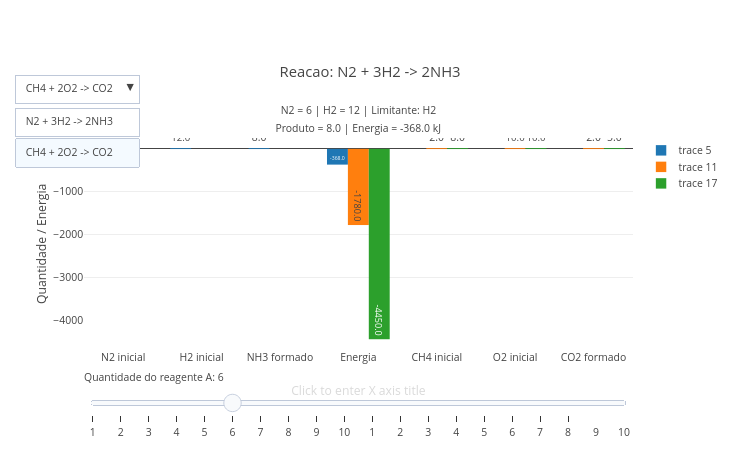 Reacao: N2 + 3H2 -> 2NH3
CH4 + 2O2 -> CO2 ▼
N2 + 3H2 -> 2NH3
CH4 + 2O2 -> CO2
N2 = 6 | H2 = 12 | Limitante: H2
Produto = 8.0 | Energia = -368.0 kJ
12.0 8.0 2.0 8.0 10.0 10.0 2.0 5.0
trace 5
trace 11
trace 17
Quantidade / Energia
−1000
−2000
−3000
−4000
-368.0
-1780.0
-4450.0
N2 inicial H2 inicial NH3 formado Energia CH4 inicial O2 inicial CO2 formado
Quantidade do reagente A: 6
Click to enter X axis title
1 2 3 4 5 6 7 8 9 10 1 2 3 4 5 6 7 8 9 10